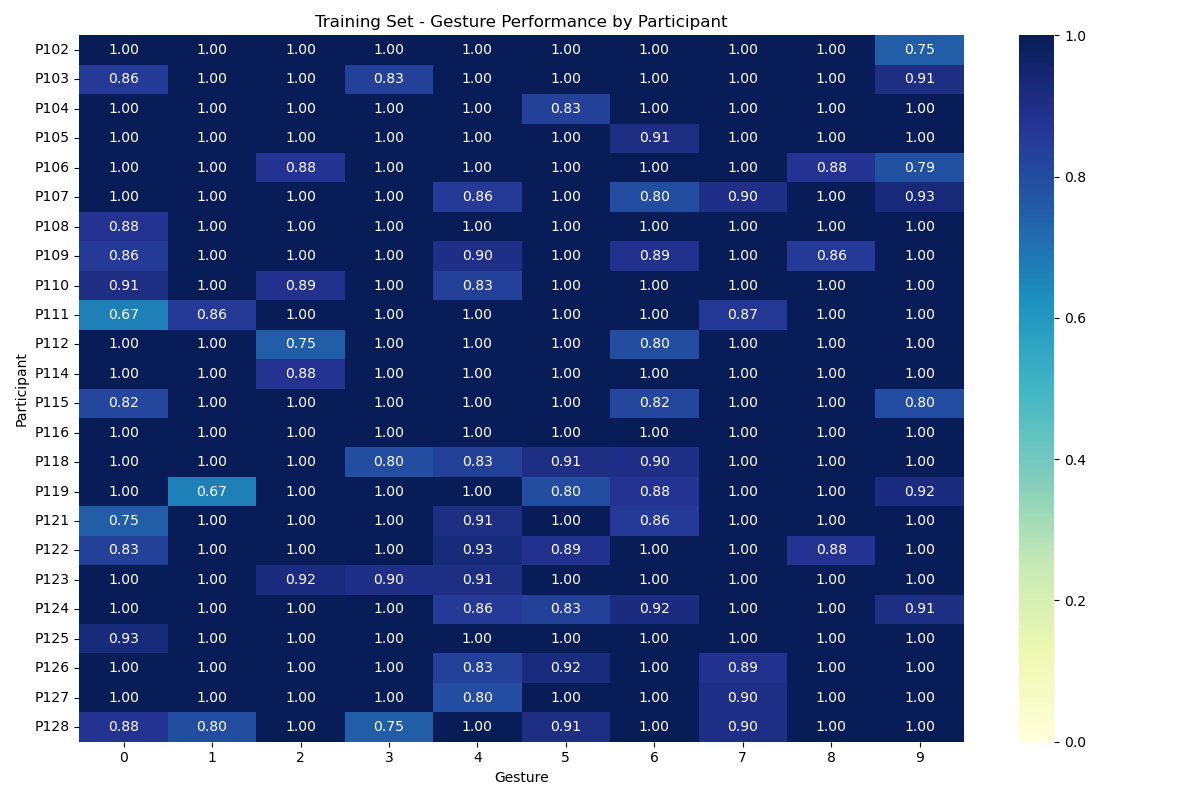 Training Set - Gesture Performance by Participant
P102 1.00 1.00 1.00 1.00 1.00 1.00 1.00 1.00 1.00 0.75
P103 0.86 1.00 1.00 0.83 1.00 1.00 1.00 1.00 1.00 0.91
P104 1.00 1.00 1.00 1.00 1.00 0.83 1.00 1.00 1.00 1.00
P105 1.00 1.00 1.00 1.00 1.00 1.00 0.91 1.00 1.00 1.00
P106 1.00 1.00 0.88 1.00 1.00 1.00 1.00 1.00 0.88 0.79
P107 1.00 1.00 1.00 1.00 0.86 1.00 0.80 0.90 1.00 0.93
P108 0.88 1.00 1.00 1.00 1.00 1.00 1.00 1.00 1.00 1.00
P109 0.86 1.00 1.00 1.00 0.90 1.00 0.89 1.00 0.86 1.00
P110 0.91 1.00 0.89 1.00 0.83 1.00 1.00 1.00 1.00 1.00
P111 0.67 0.86 1.00 1.00 1.00 1.00 1.00 0.87 1.00 1.00
P112 1.00 1.00 0.75 1.00 1.00 1.00 0.80 1.00 1.00 1.00
P114 1.00 1.00 0.88 1.00 1.00 1.00 1.00 1.00 1.00 1.00
P115 0.82 1.00 1.00 1.00 1.00 1.00 0.82 1.00 1.00 0.80
P116 1.00 1.00 1.00 1.00 1.00 1.00 1.00 1.00 1.00 1.00
P118 1.00 1.00 1.00 0.80 0.83 0.91 0.90 1.00 1.00 1.00
P119 1.00 0.67 1.00 1.00 1.00 0.80 0.88 1.00 1.00 0.92
P121 0.75 1.00 1.00 1.00 0.91 1.00 0.86 1.00 1.00 1.00
P122 0.83 1.00 1.00 1.00 0.93 0.89 1.00 1.00 0.88 1.00
P123 1.00 1.00 0.92 0.90 0.91 1.00 1.00 1.00 1.00 1.00
P124 1.00 1.00 1.00 1.00 0.86 0.83 0.92 1.00 1.00 0.91
P125 0.93 1.00 1.00 1.00 1.00 1.00 1.00 1.00 1.00 1.00
P126 1.00 1.00 1.00 1.00 0.83 0.92 1.00 0.89 1.00 1.00
P127 1.00 1.00 1.00 1.00 0.80 1.00 1.00 0.90 1.00 1.00
P128 0.88 0.80 1.00 0.75 1.00 0.91 1.00 0.90 1.00 1.00
0 1 2 3 4 5 6 7 8 9
Gesture
Participant
1.0
0.8
0.6
0.4
0.2
0.0